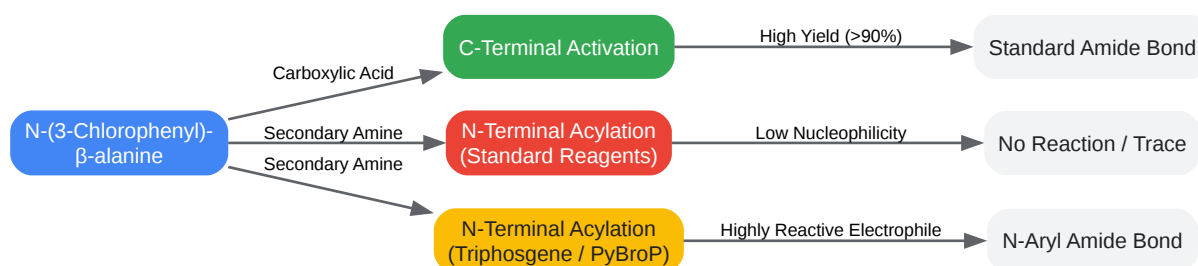 Carboxylic Acid
C-Terminal Activation
High Yield (>90%)
Standard Amide Bond
N-(3-Chlorophenyl)-
β-alanine
Secondary Amine
N-Terminal Acylation
(Standard Reagents)
Low Nucleophilicity
No Reaction / Trace
Secondary Amine
N-Terminal Acylation
(Triphosgene / PyBroP)
Highly Reactive Electrophile
N-Aryl Amide Bond